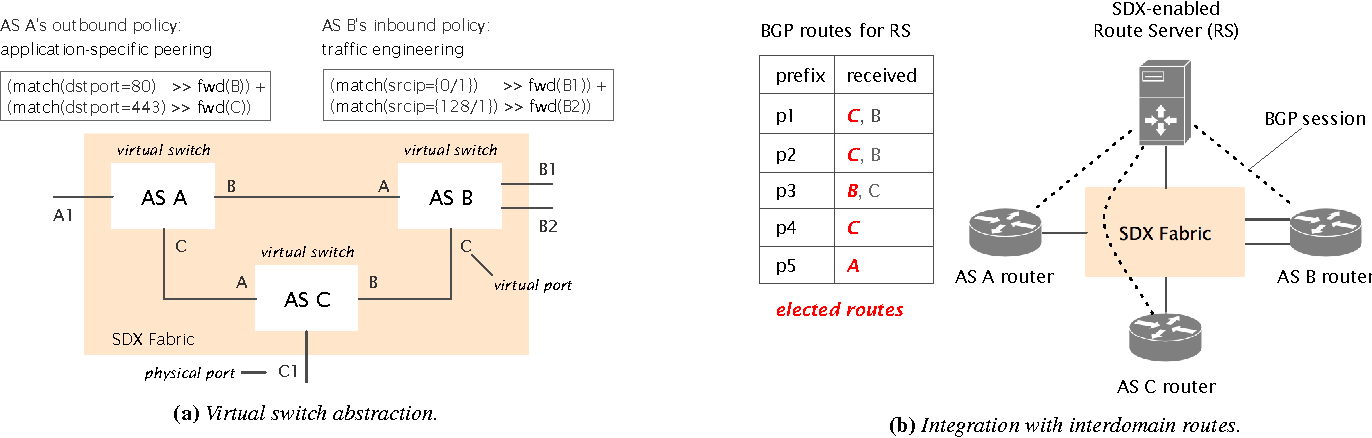 AS A's outbound policy:
application-specific peering
(match(dstport=80) >> fwd(B)) +
(match(dstport=443) >> fwd(C))
AS B's inbound policy:
traffic engineering
(match(srcip={0/1}) >> fwd(B1)) +
(match(srcip={128/1}) >> fwd(B2))
virtual switch
virtual switch
AS A
B
A
AS B
B1
B2
A1
C
C
virtual switch
virtual port
A
AS C
B
SDX Fabric
physical port
C1
(a) Virtual switch abstraction.
BGP routes for RS
prefix received
p1 C, B
p2 C, B
p3 B, C
p4 C
p5 A
elected routes
SDX-enabled
Route Server (RS)
BGP session
SDX Fabric
AS A router
AS B router
AS C router
(b) Integration with interdomain routes.